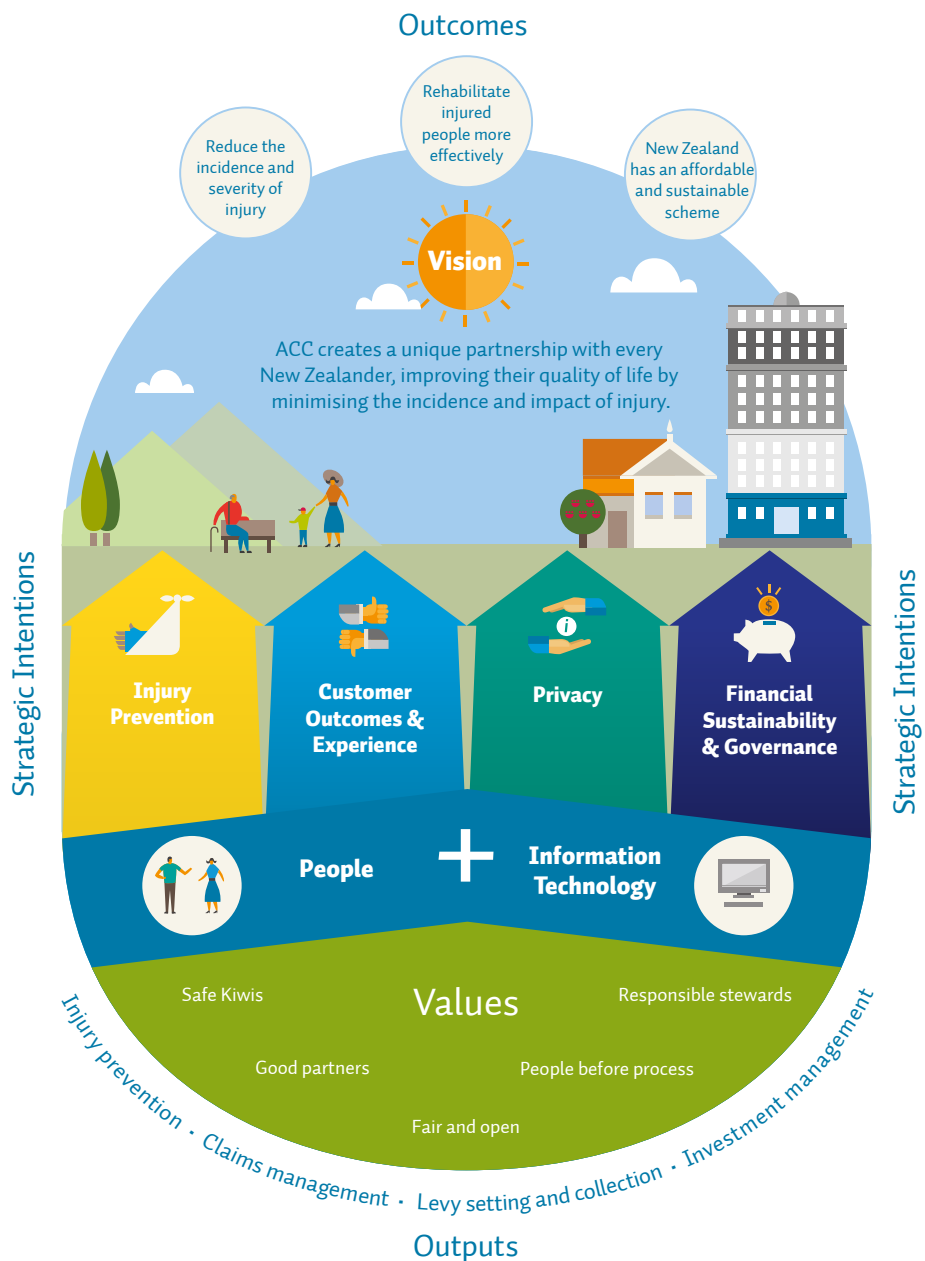 Outcomes
Rehabilitate
injured
people more
effectively
Reduce the
incidence and
severity of
injury
New Zealand
has an affordable
and sustainable
scheme
Vision
ACC creates a unique partnership with every
New Zealander, improving their quality of life by
minimising the incidence and impact of injury.
Strategic Intentions
Strategic Intentions
i
$
Injury
Prevention
Customer
Outcomes &
Experience
Privacy
Financial
Sustainability
& Governance
People
+
Information
Technology
Values
Safe Kiwis
Responsible stewards
Good partners
People before process
Fair and open
Injury prevention · Claims management · Levy setting and collection · Investment management
Outputs